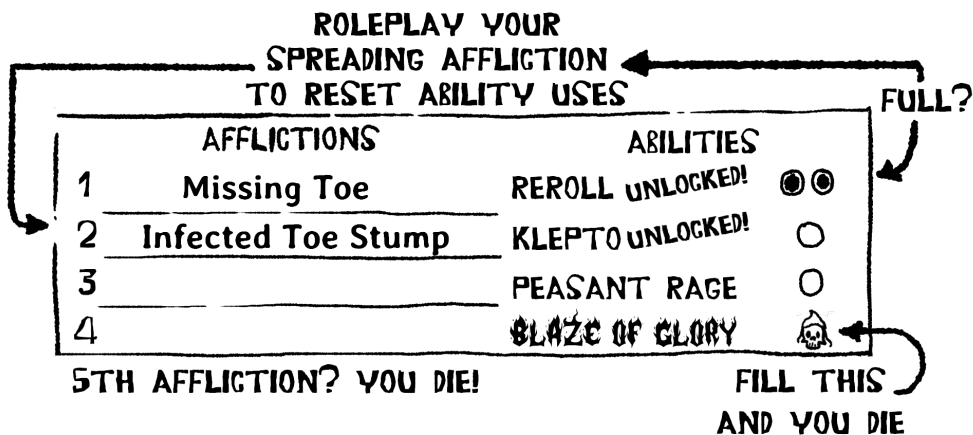 ROLEPLAY YOUR
SPREADING AFFLICTION
TO RESET ABILITY USES
FULL?
AFFLICTIONS ABILITIES
1 Missing Toe REROLL UNLOCKED!
2 Infected Toe Stump KLEPTO UNLOCKED!
3 PEASANT RAGE
4 BLAZE OF GLORY
5TH AFFLICTION? YOU DIE!
FILL THIS
AND YOU DIE